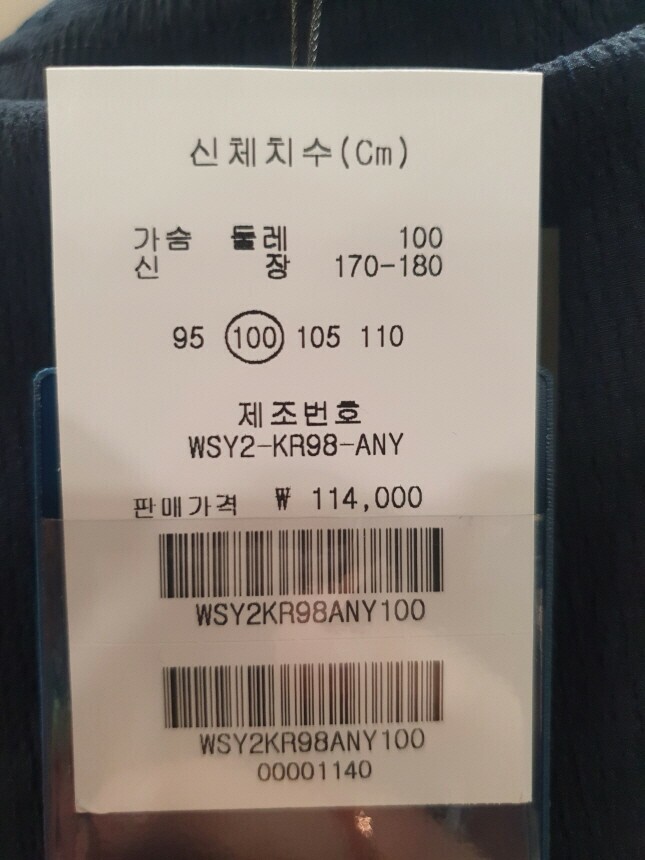 신체치수(Cm)
가슴 둘레 100
신 장 170-180
95 100 105 110
제조번호
WSY2-KR98-ANY
판매가격 ₩ 114,000
WSY2KR98ANY100
WSY2KR98ANY100
00001140